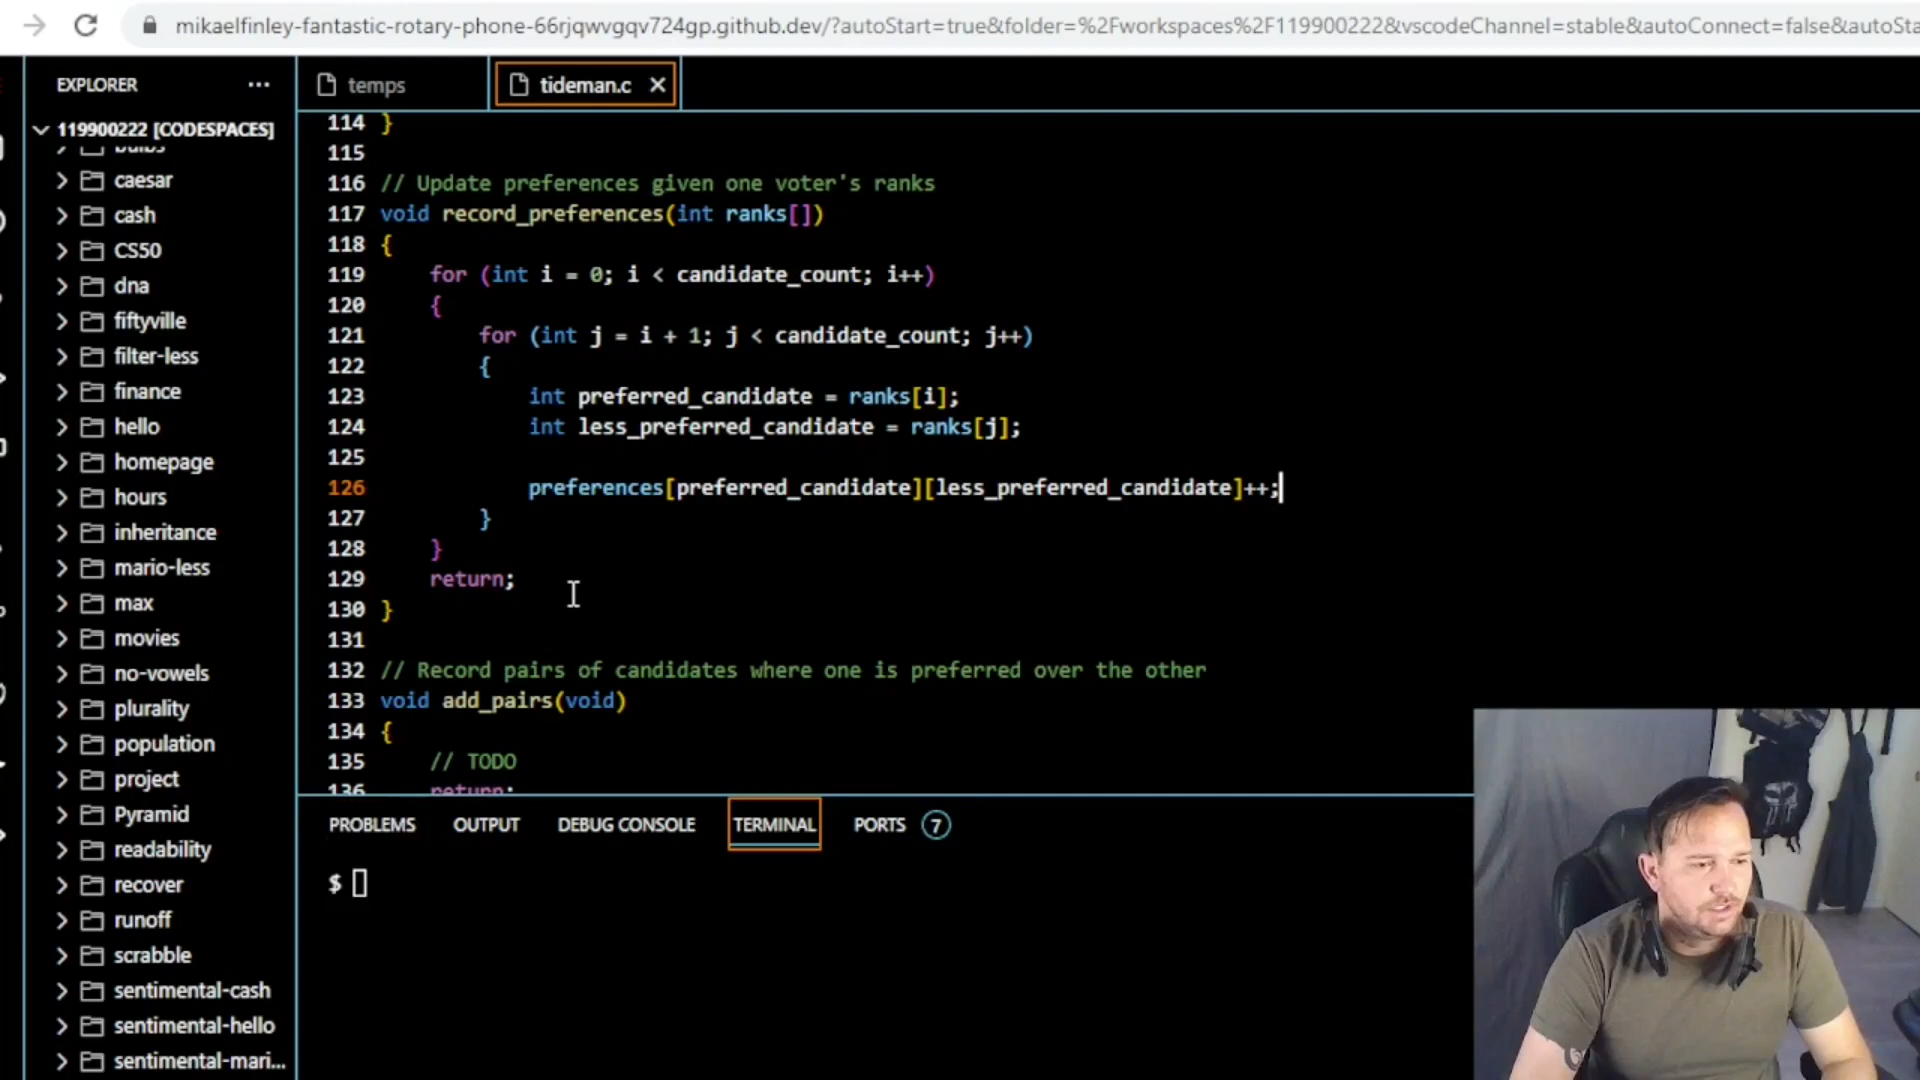 mikaelfinley-fantastic-rotary-phone-66rjqwvgqv724gp.github.dev/?autoStart=true&folder=%2Fworkspaces%2F119900222&vscodeChannel=stable&autoConnect=false&autoSta
EXPLORER ···
temps
tideman.c
119900222 [CODESPACES]
bulbs
caesar
cash
CS50
dna
fiftyville
filter-less
finance
hello
homepage
hours
inheritance
mario-less
max
movies
no-vowels
plurality
population
project
Pyramid
readability
recover
runoff
scrabble
sentimental-cash
sentimental-hello
sentimental-mari...
114 }
115
116 // Update preferences given one voter's ranks
117 void record_preferences(int ranks[])
118 {
119 for (int i = 0; i < candidate_count; i++)
120 {
121 for (int j = i + 1; j < candidate_count; j++)
122 {
123 int preferred_candidate = ranks[i];
124 int less_preferred_candidate = ranks[j];
125
126 preferences[preferred_candidate][less_preferred_candidate]++;
127 }
128 }
129 return;
130 }
131
132 // Record pairs of candidates where one is preferred over the other
133 void add_pairs(void)
134 {
135 // TODO
136 return;
PROBLEMS OUTPUT DEBUG CONSOLE TERMINAL PORTS 7
$